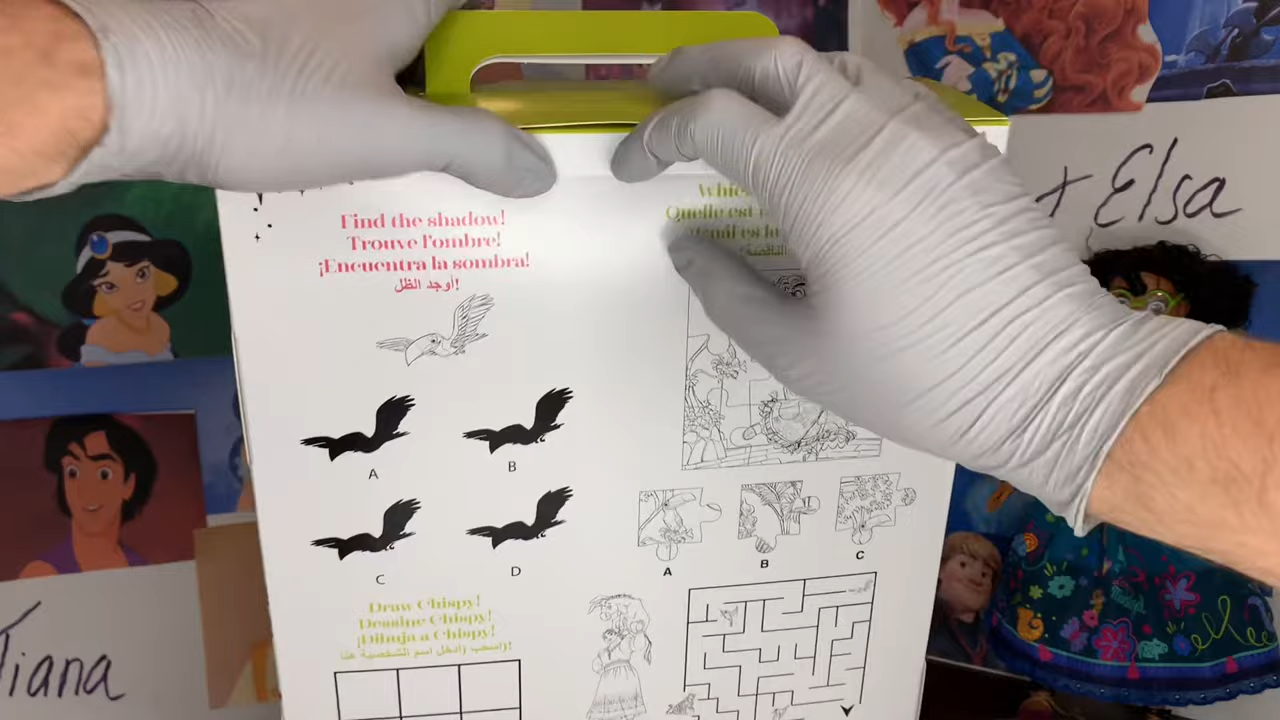 Find the shadow!
Trouve l'ombre!
¡Encuentra la sombra!
أوجد الظل!
A
B
C
D
Quelle est
A
B
C
Draw Chispy!
Dessine Chispy!
¡Dibuja a Chispy!
+ Elsa
Tiana